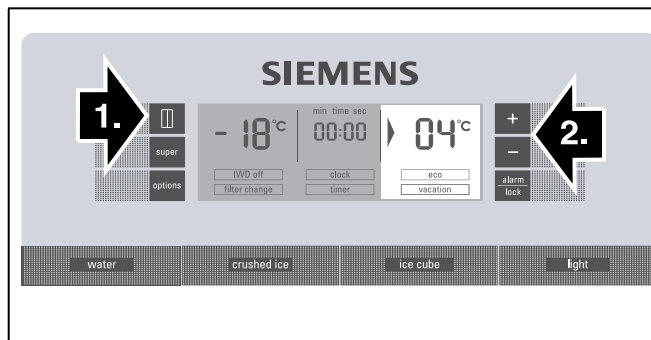 SIEMENS
1.
2.
super
options
min time sec
- 18°C
00:00
04°C
IWD off
clock
eco
filter change
timer
vacation
+
−
alarm
lock
water
crushed ice
ice cube
light